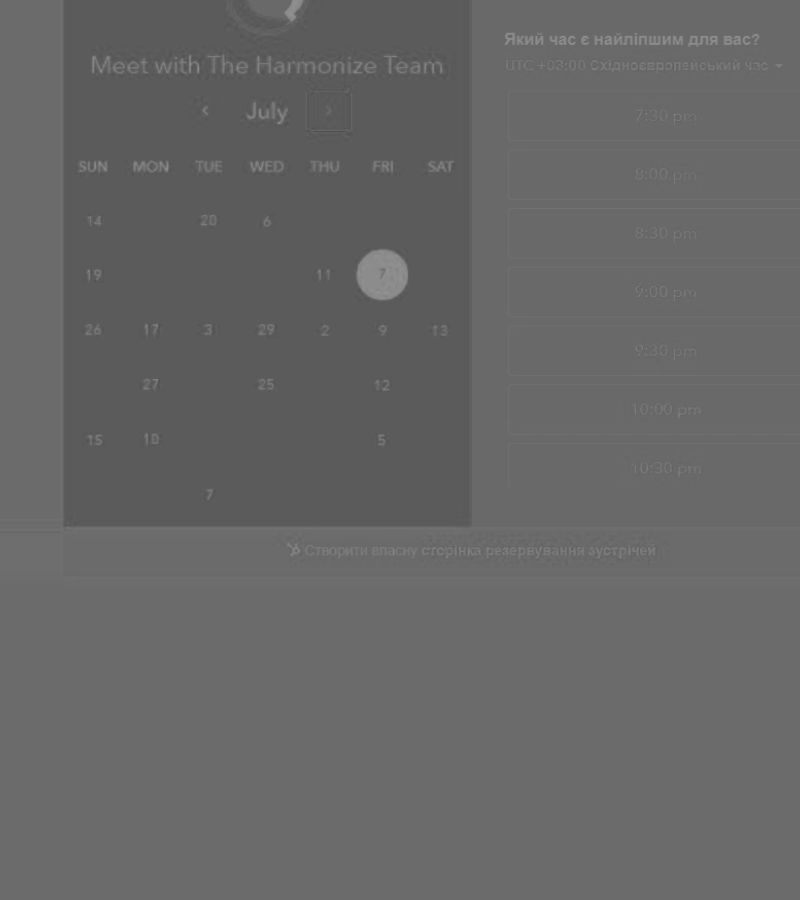 Meet with The Harmonize Team
July
SUN MON TUE WED THU FRI SAT
14 20 6
19 11 7
26 17 3 29 2 9 13
27 25 12
15 10 5
7
Який час є найліпшим для вас?
UTC +03:00 Східноєвропейський час
7:30 pm
8:00 pm
8:30 pm
9:00 pm
9:30 pm
10:00 pm
10:30 pm
Створити власну сторінка резервування зустрічей